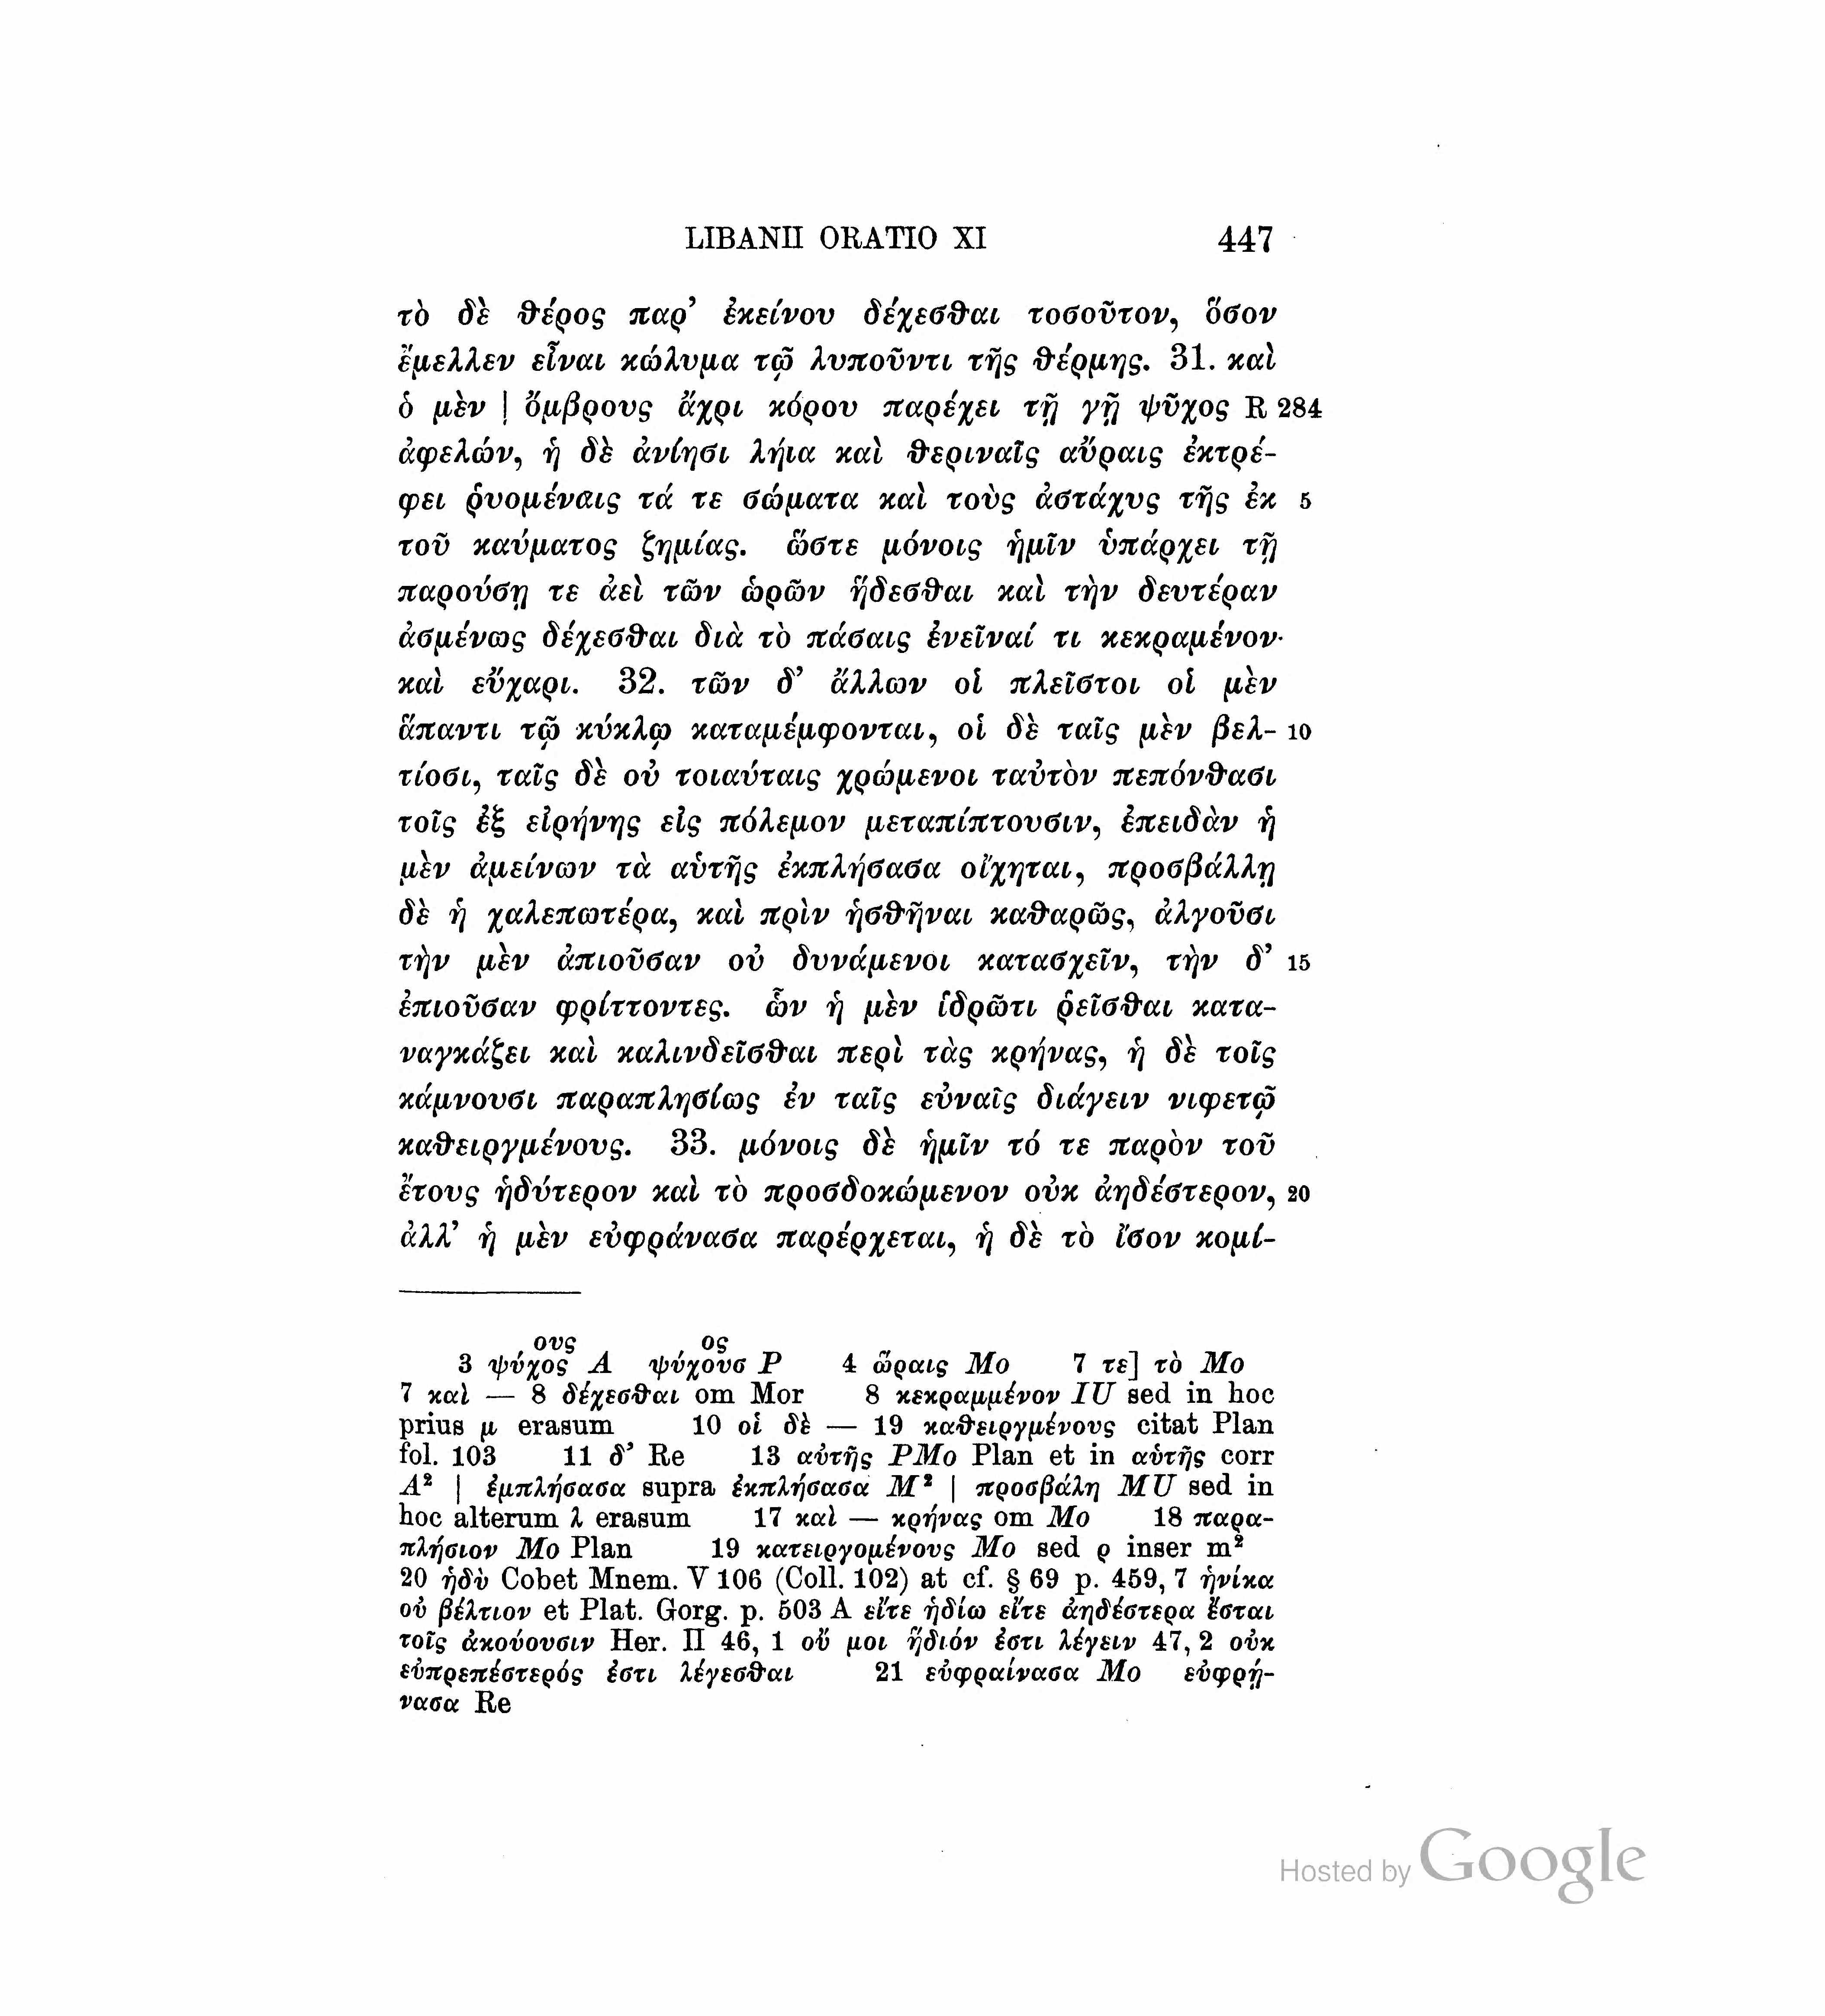 LIBANII ORATIO XI 447
τὸ δὲ θέρος παρ’ ἐκείνου δέχεσθαι τοσοῦτον, ὅσον
ἔμελλεν εἶναι κώλυμα τῷ λυποῦντι τῆς θέρμης. 31. καὶ
ὁ μὲν | ὄμβρους ἄχρι κόρου παρέχει τῇ γῇ ψῦχος R 284
ἀφελών, ἡ δὲ ἀνίησι λήια καὶ θεριναῖς αὔραις ἐκτρέ-
φει ῥυομέναις τά τε σώματα καὶ τοὺς ἀστάχυς τῆς ἐκ 5
τοῦ καύματος ζημίας. ὥστε μόνοις ἡμῖν ὑπάρχει τῇ
παρούσῃ τε ἀεὶ τῶν ὡρῶν ἥδεσθαι καὶ τὴν δευτέραν
ἀσμένως δέχεσθαι διὰ τὸ πάσαις ἐνεῖναί τι κεκραμένον
καὶ εὔχαρι. 32. τῶν δ’ ἄλλων οἱ πλεῖστοι οἱ μὲν
ἅπαντι τῷ κύκλῳ καταμέμφονται, οἱ δὲ ταῖς μὲν βελ- 10
τίοσι, ταῖς δὲ οὐ τοιαύταις χρώμενοι ταὐτὸν πεπόνθασι
τοῖς ἐξ εἰρήνης εἰς πόλεμον μεταπίπτουσιν, ἐπειδὰν ἡ
μὲν ἀμείνων τὰ αὑτῆς ἐκπλήσασα οἴχηται, προσβάλλῃ
δὲ ἡ χαλεπωτέρα, καὶ πρὶν ἡσθῆναι καθαρῶς, ἀλγοῦσι
τὴν μὲν ἀπιοῦσαν οὐ δυνάμενοι κατασχεῖν, τὴν δ’ 15
ἐπιοῦσαν φρίττοντες. ὧν ἡ μὲν ἱδρῶτι ῥεῖσθαι κατα-
ναγκάζει καὶ καλινδεῖσθαι περὶ τὰς κρήνας, ἡ δὲ τοῖς
κάμνουσι παραπλησίως ἐν ταῖς εὐναῖς διάγειν νιφετῷ
καθειργμένους. 33. μόνοις δὲ ἡμῖν τό τε παρὸν τοῦ
ἔτους ἡδύτερον καὶ τὸ προσδοκώμενον οὐκ ἀηδέστερον, 20
ἀλλ’ ἡ μὲν εὐφράνασα παρέρχεται, ἡ δὲ τὸ ἴσον κομί-
ους ος
3 ψύχος A ψύχουσ P 4 ὥραις Mo 7 τε] τὸ Mo
7 καὶ — 8 δέχεσθαι om Mor 8 κεκραμμένον IU sed in hoc
prius μ erasum 10 οἱ δὲ — 19 καθειργμένους citat Plan
fol. 103 11 δ’ Re 13 αὐτῆς PMo Plan et in αὑτῆς corr
A² | ἐμπλήσασα supra ἐκπλήσασα M² | προσβάλη MU sed in
hoc alterum λ erasum 17 καὶ — κρήνας om Mo 18 παρα-
πλήσιον Mo Plan 19 κατειργομένους Mo sed ρ inser m²
20 ἡδὺ Cobet Mnem. V 106 (Coll. 102) at cf. § 69 p. 459, 7 ἡνίκα
οὐ βέλτιον et Plat. Gorg. p. 503 A εἴτε ἡδίω εἴτε ἀηδέστερα ἔσται
τοῖς ἀκούουσιν Her. II 46, 1 οὔ μοι ἥδιόν ἐστι λέγειν 47, 2 οὐκ
εὐπρεπέστερός ἐστι λέγεσθαι 21 εὐφραίνασα Mo εὐφρή-
νασα Re
Hosted by Google